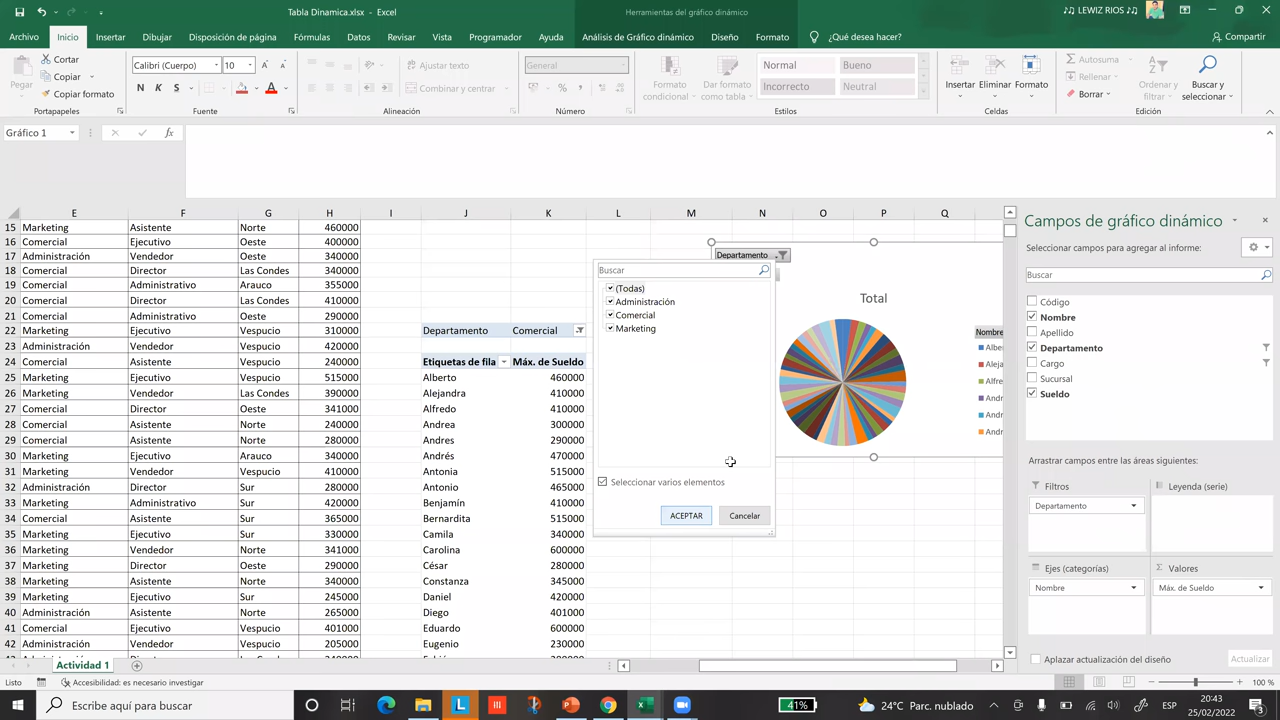 Tabla Dinamica.xlsx - Excel
Herramientas del gráfico dinámico
LEWIZ RIOS
Archivo Inicio Insertar Dibujar Disposición de página Fórmulas Datos Revisar Vista Programador Ayuda Análisis de Gráfico dinámico Diseño Formato ¿Qué desea hacer? Compartir
Pegar
Cortar
Copiar
Copiar formato
Calibri (Cuerpo) 10
N K S
Ajustar texto
Combinar y centrar
General
Formato condicional
Dar formato como tabla
Normal Bueno
Incorrecto Neutral
Insertar Eliminar Formato
Autosuma
Rellenar
Borrar
Ordenar y filtrar
Buscar y seleccionar
Portapapeles Fuente Alineación Número Estilos Celdas Edición
Gráfico 1 fx
E F G H I J K L M N O P Q
15 Marketing Asistente Norte 460000
16 Comercial Ejecutivo Oeste 400000
17 Administración Vendedor Oeste 340000
18 Comercial Director Las Condes 340000
19 Comercial Administrativo Arauco 355000
20 Comercial Director Las Condes 410000
21 Comercial Administrativo Oeste 290000
22 Marketing Ejecutivo Vespucio 310000 Departamento Comercial
23 Administración Vendedor Vespucio 420000
24 Comercial Asistente Vespucio 240000 Etiquetas de fila Máx. de Sueldo
25 Marketing Ejecutivo Vespucio 515000 Alberto 460000
26 Marketing Vendedor Las Condes 390000 Alejandra 410000
27 Comercial Director Oeste 341000 Alfredo 410000
28 Comercial Asistente Norte 240000 Andrea 300000
29 Comercial Administrativo Norte 280000 Andres 290000
30 Marketing Ejecutivo Arauco 340000 Andrés 470000
31 Marketing Vendedor Vespucio 410000 Antonia 515000
32 Administración Director Sur 280000 Antonio 465000
33 Marketing Administrativo Sur 420000 Benjamín 410000
34 Comercial Asistente Sur 365000 Bernardita 515000
35 Marketing Ejecutivo Sur 330000 Camila 340000
36 Marketing Vendedor Norte 341000 Carolina 600000
37 Marketing Director Oeste 290000 César 280000
38 Marketing Asistente Norte 340000 Constanza 345000
39 Marketing Ejecutivo Sur 245000 Daniel 420000
40 Administración Asistente Norte 265000 Diego 401000
41 Comercial Ejecutivo Vespucio 401000 Eduardo 600000
42 Administración Vendedor Vespucio 205000 Eugenio 230000
Departamento
Buscar
(Todas)
Administración
Comercial
Marketing
Seleccionar varios elementos
ACEPTAR Cancelar
Total
Nombre
Albe
Aleja
Alfre
Andr
Andr
Andr
Campos de gráfico dinámico
Seleccionar campos para agregar al informe:
Buscar
Código
Nombre
Apellido
Departamento
Cargo
Sucursal
Sueldo
Arrastrar campos entre las áreas siguientes:
Filtros Leyenda (serie)
Departamento
Ejes (categorías) Valores
Nombre Máx. de Sueldo
Aplazar actualización del diseño Actualizar
Actividad 1
Listo Accesibilidad: es necesario investigar 100 %
Escribe aquí para buscar
41%
24°C Parc. nublado
ESP
20:43
25/02/2022
3